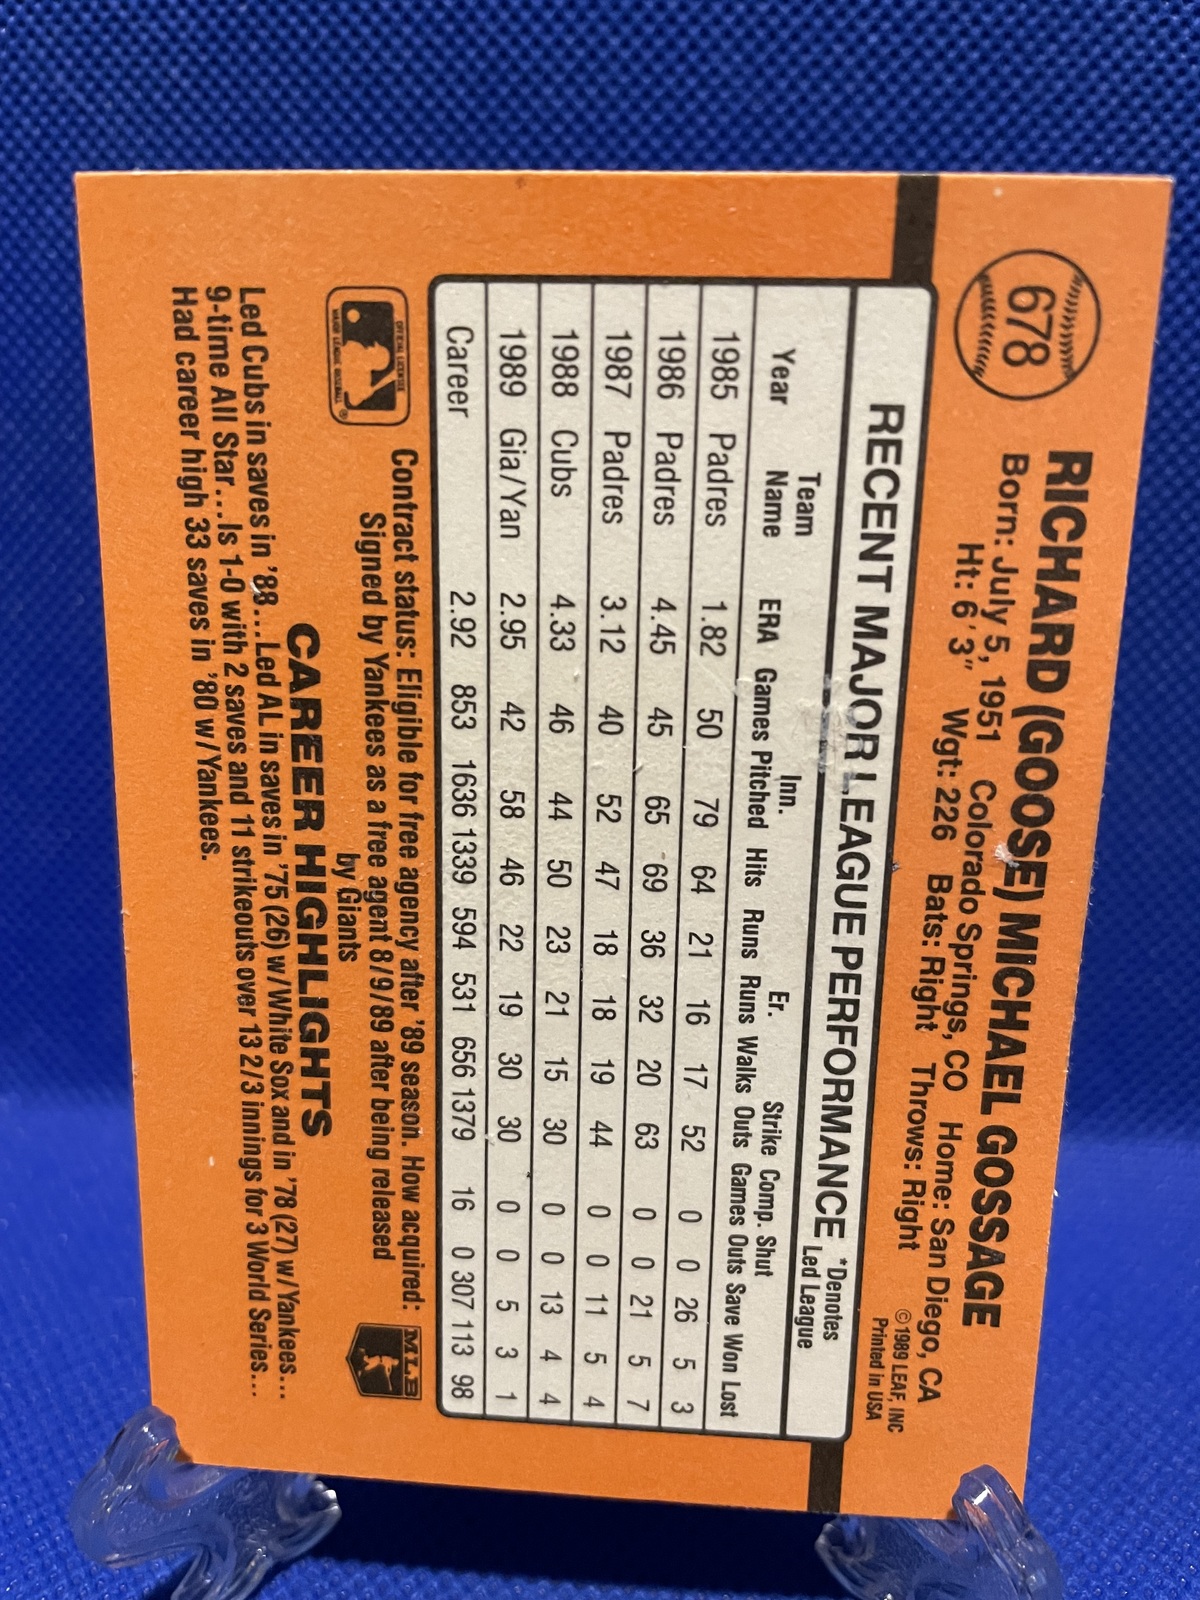 678
RICHARD (GOOSE) MICHAEL GOSSAGE
Born: July 5, 1951 Colorado Springs, CO Home: San Diego, CA
Ht: 6' 3" Wgt: 226 Bats: Right Throws: Right
© 1989 LEAF, INC
Printed in USA
RECENT MAJOR LEAGUE PERFORMANCE *Denotes Led League
Year Team Name ERA Games Inn. Pitched Hits Runs Er. Runs Walks Strike Outs Comp. Games Shut Outs Save Won Lost
1985 Padres 1.82 50 79 64 21 16 17 52 0 0 26 5 3
1986 Padres 4.45 45 65 69 36 32 20 63 0 0 21 5 7
1987 Padres 3.12 40 52 47 18 18 19 44 0 0 11 5 4
1988 Cubs 4.33 46 44 50 23 21 15 30 0 0 13 4 4
1989 Gia/Yan 2.95 42 58 46 22 19 30 30 0 0 5 3 1
Career 2.92 853 1636 1339 594 531 656 1379 16 0 307 113 98
OFFICIAL LICENSEE
MAJOR LEAGUE BASEBALL
®
Contract status: Eligible for free agency after '89 season. How acquired:
Signed by Yankees as a free agent 8/9/89 after being released
by Giants
MLB
CAREER HIGHLIGHTS
Led Cubs in saves in '88...Led AL in saves in '75 (26) w/White Sox and in '78 (27) w/Yankees...
9-time All Star...Is 1-0 with 2 saves and 11 strikeouts over 13 2/3 innings for 3 World Series...
Had career high 33 saves in '80 w/Yankees.